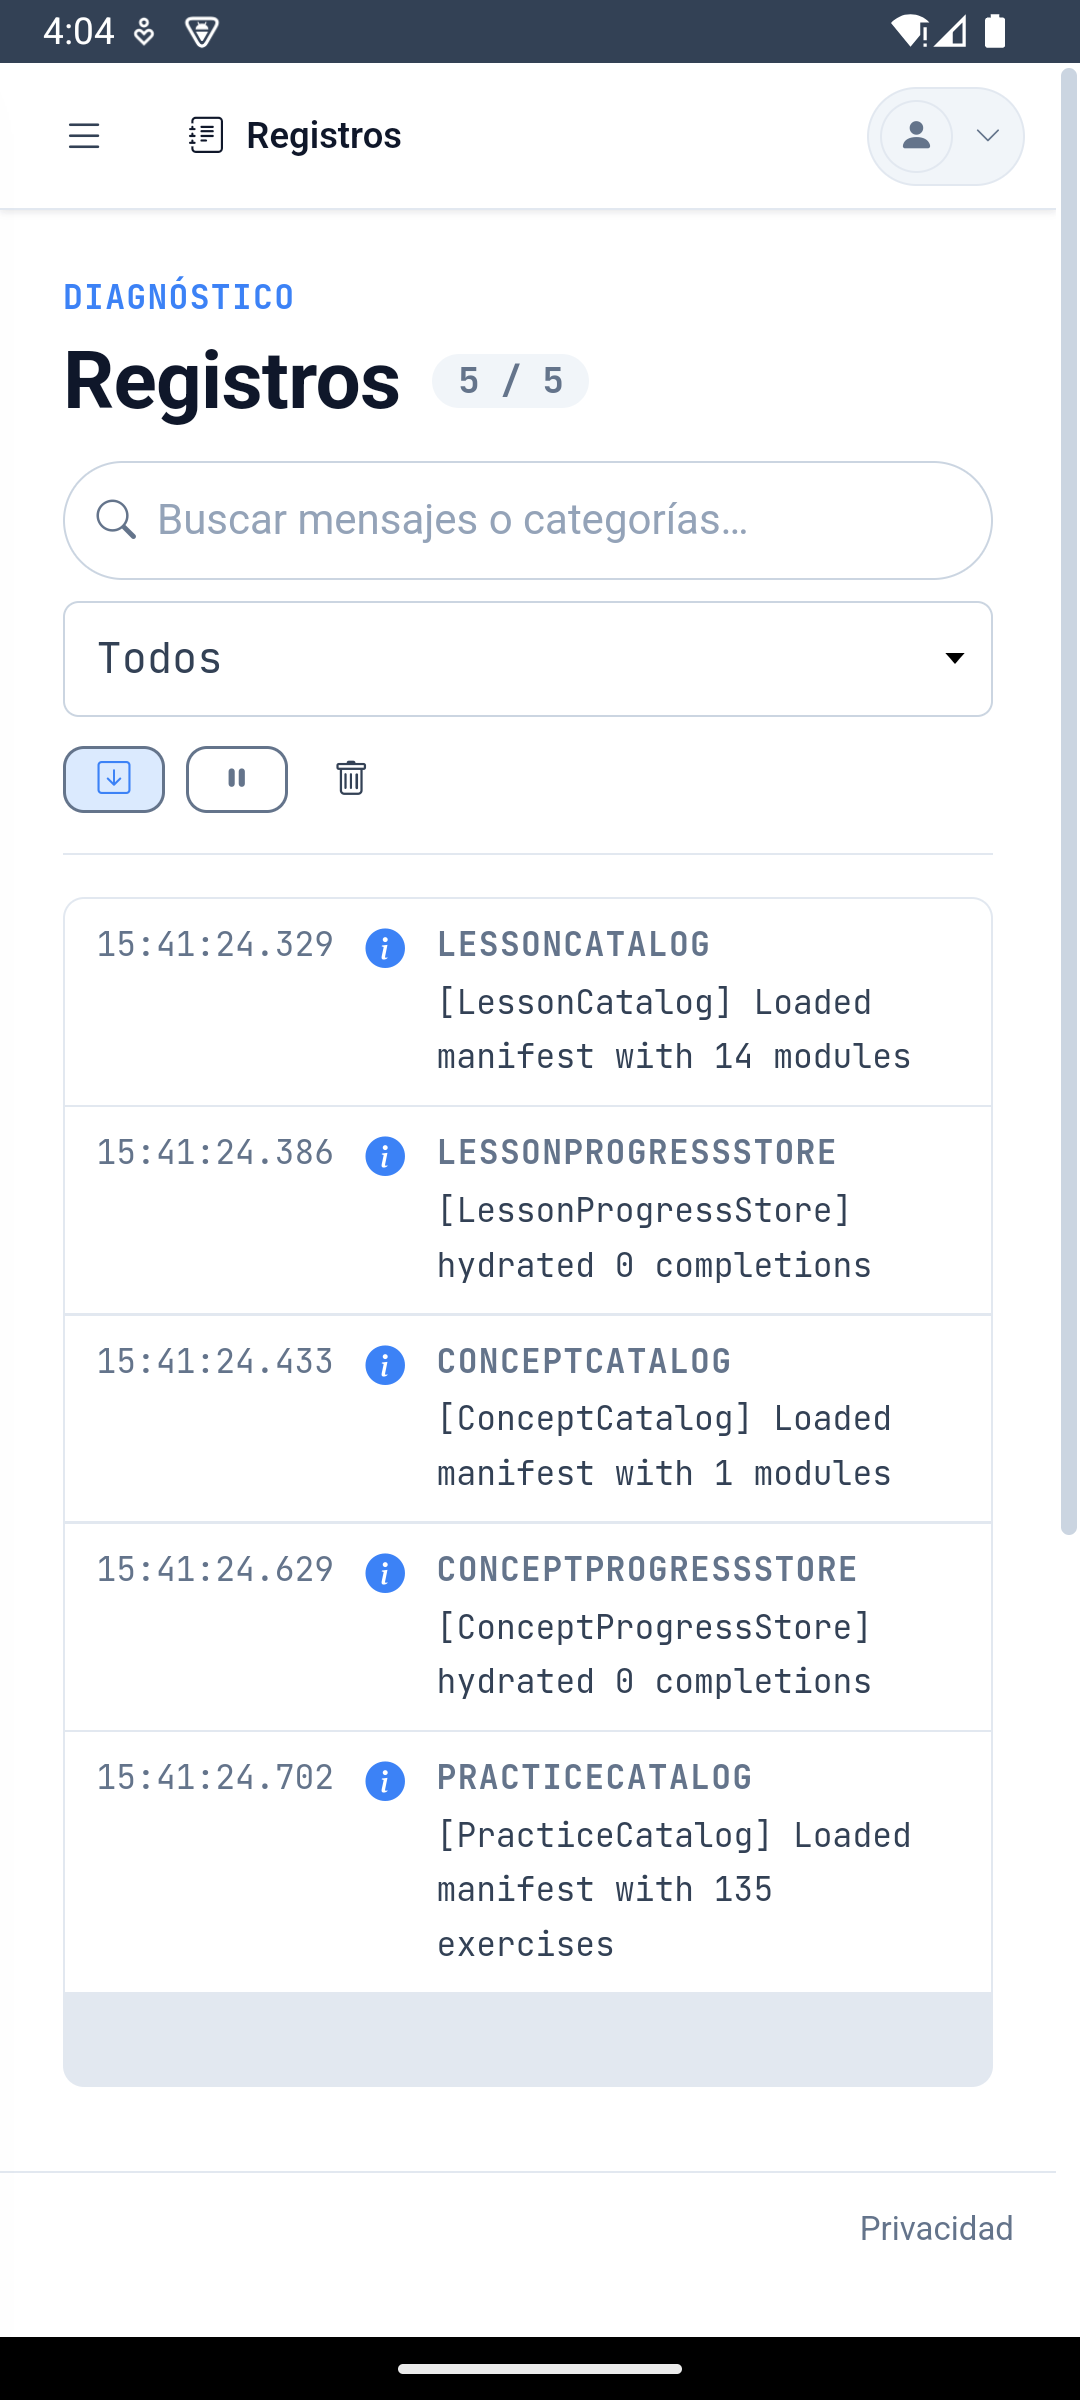 4:04
Registros
DIAGNÓSTICO
Registros 5 / 5
Buscar mensajes o categorías…
Todos
15:41:24.329 LESSONCATALOG
[LessonCatalog] Loaded
manifest with 14 modules
15:41:24.386 LESSONPROGRESSSTORE
[LessonProgressStore]
hydrated 0 completions
15:41:24.433 CONCEPTCATALOG
[ConceptCatalog] Loaded
manifest with 1 modules
15:41:24.629 CONCEPTPROGRESSSTORE
[ConceptProgressStore]
hydrated 0 completions
15:41:24.702 PRACTICECATALOG
[PracticeCatalog] Loaded
manifest with 135
exercises
Privacidad